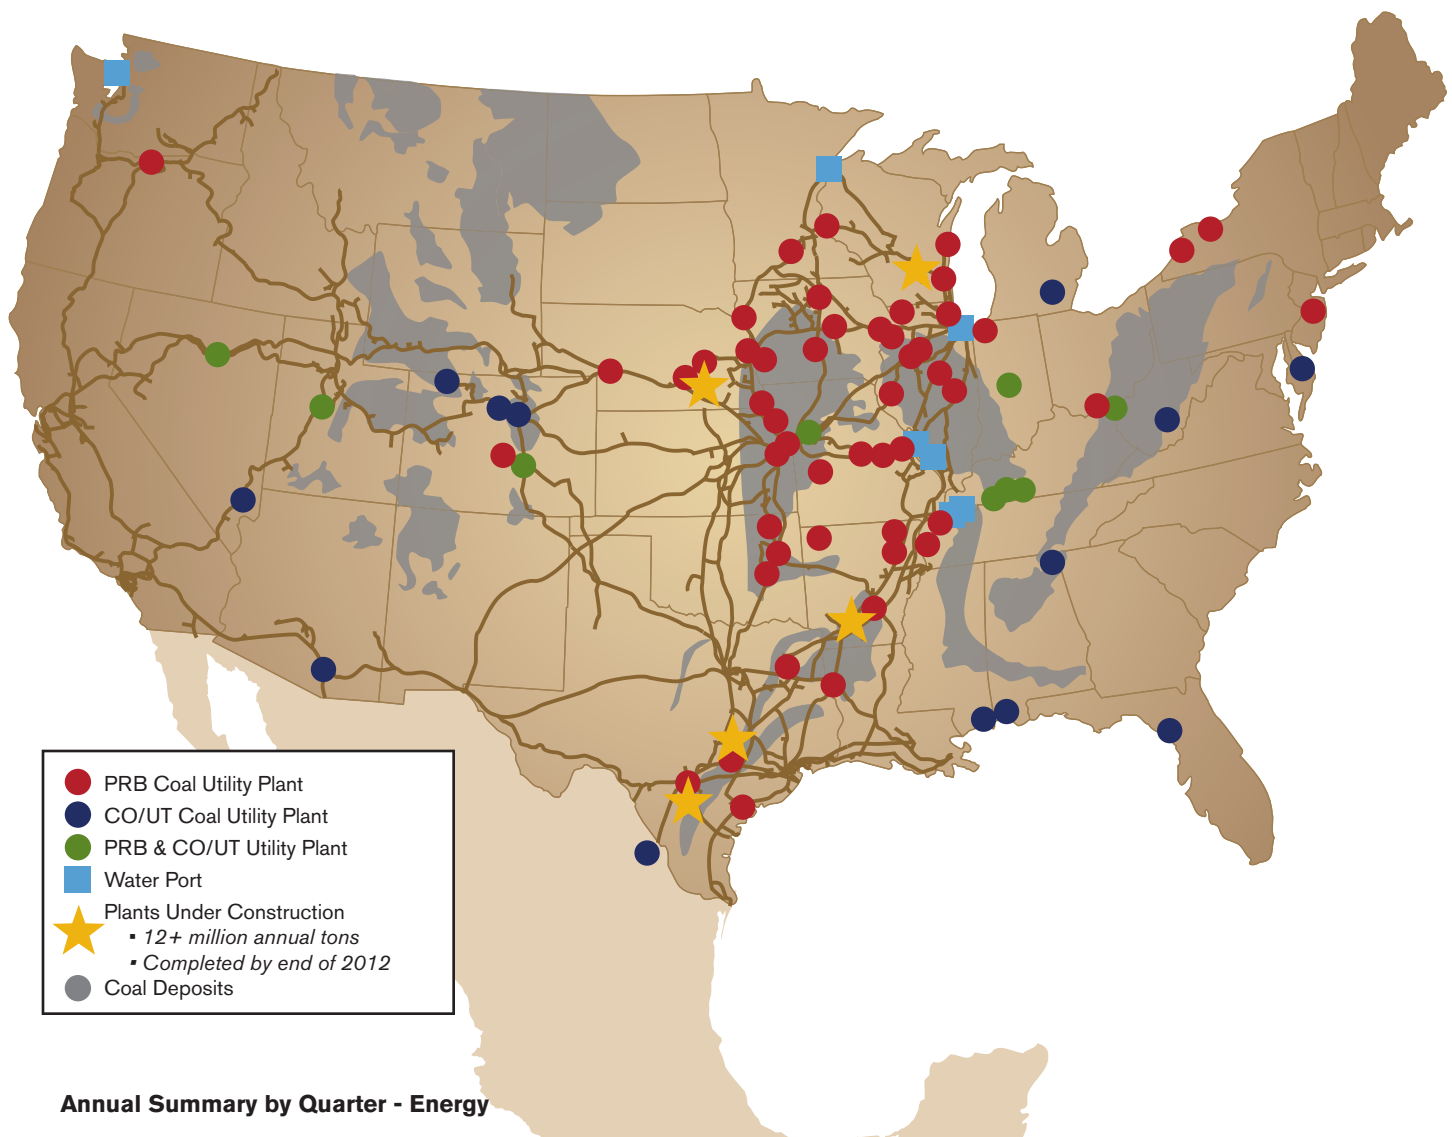 PRB Coal Utility Plant
CO/UT Coal Utility Plant
PRB & CO/UT Utility Plant
Water Port
Plants Under Construction
▪ 12+ million annual tons
▪ Completed by end of 2012
Coal Deposits
Annual Summary by Quarter - Energy